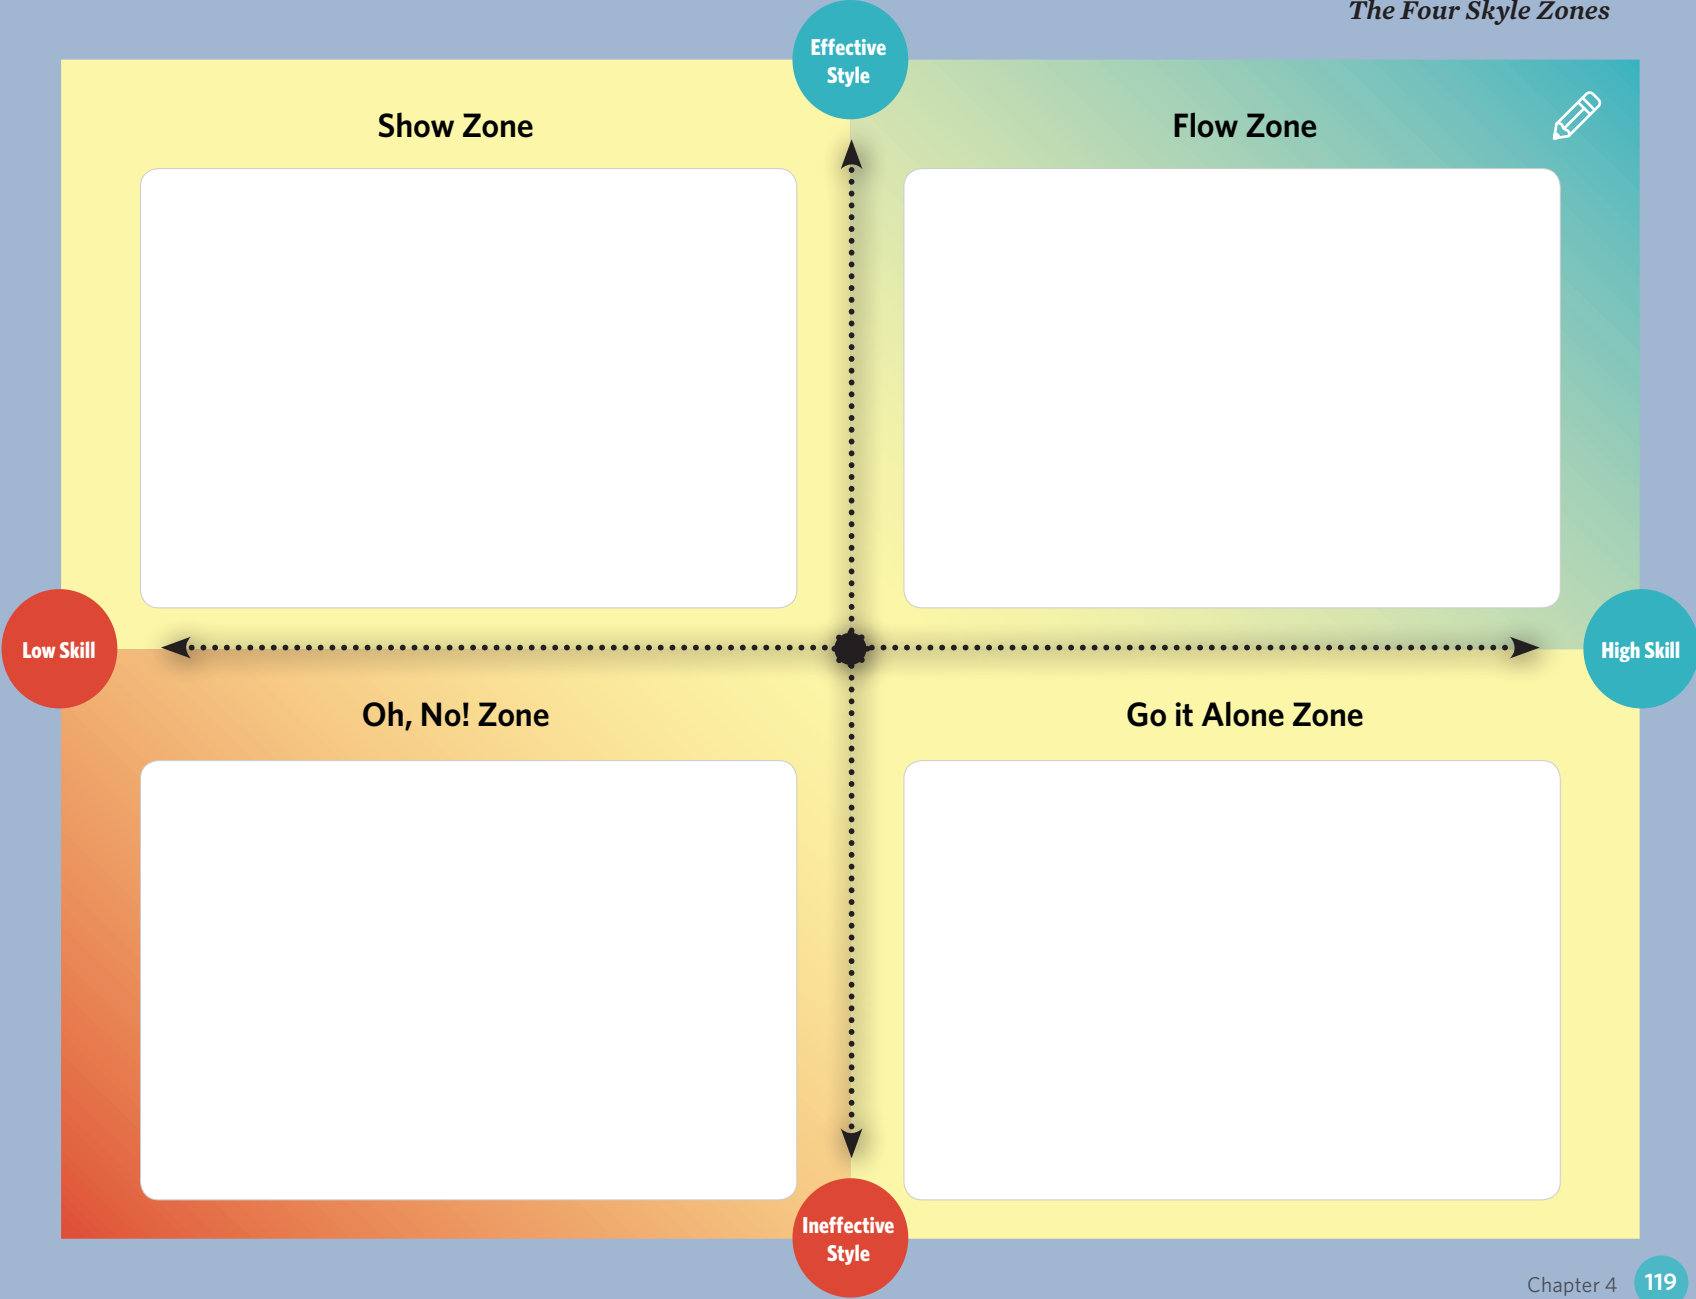 The Four Skyle Zones
Effective
Style
Show Zone
Flow Zone
Low Skill
High Skill
Oh, No! Zone
Go it Alone Zone
Ineffective
Style
Chapter 4
119